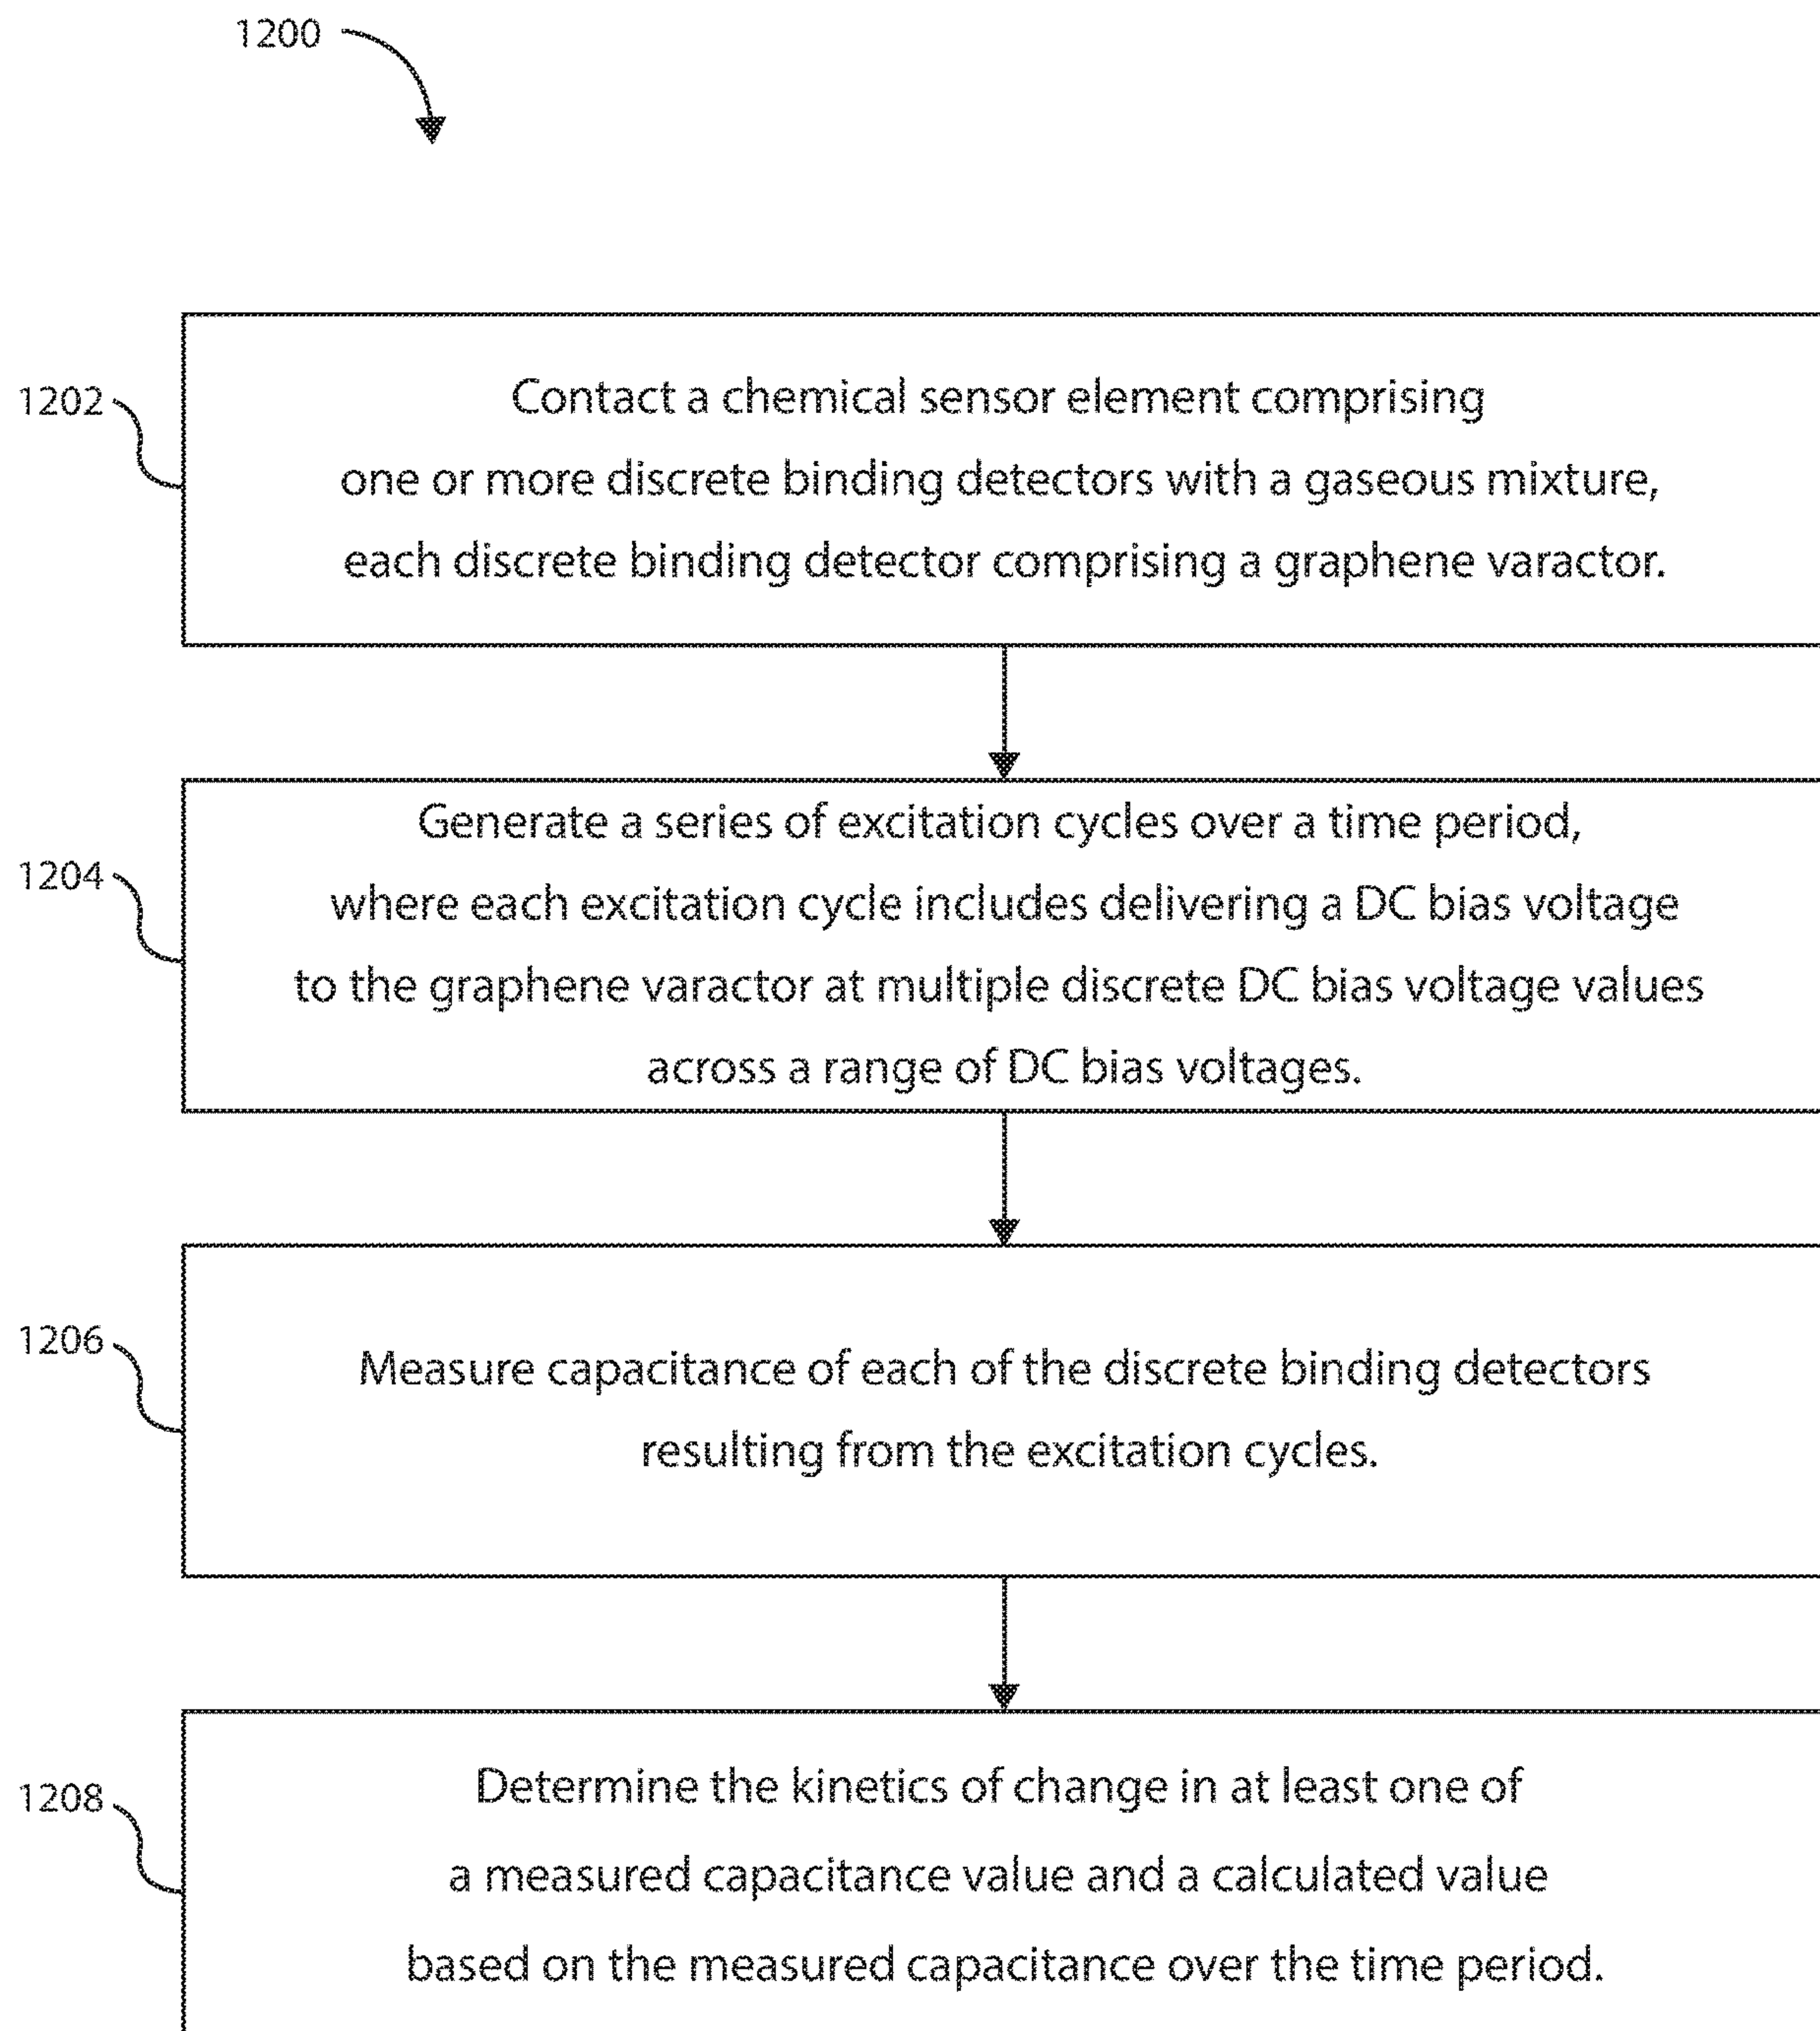 1200
1202
Contact a chemical sensor element comprising
one or more discrete binding detectors with a gaseous mixture,
each discrete binding detector comprising a graphene varactor.
1204
Generate a series of excitation cycles over a time period,
where each excitation cycle includes delivering a DC bias voltage
to the graphene varactor at multiple discrete DC bias voltage values
across a range of DC bias voltages.
1206
Measure capacitance of each of the discrete binding detectors
resulting from the excitation cycles.
1208
Determine the kinetics of change in at least one of
a measured capacitance value and a calculated value
based on the measured capacitance over the time period.